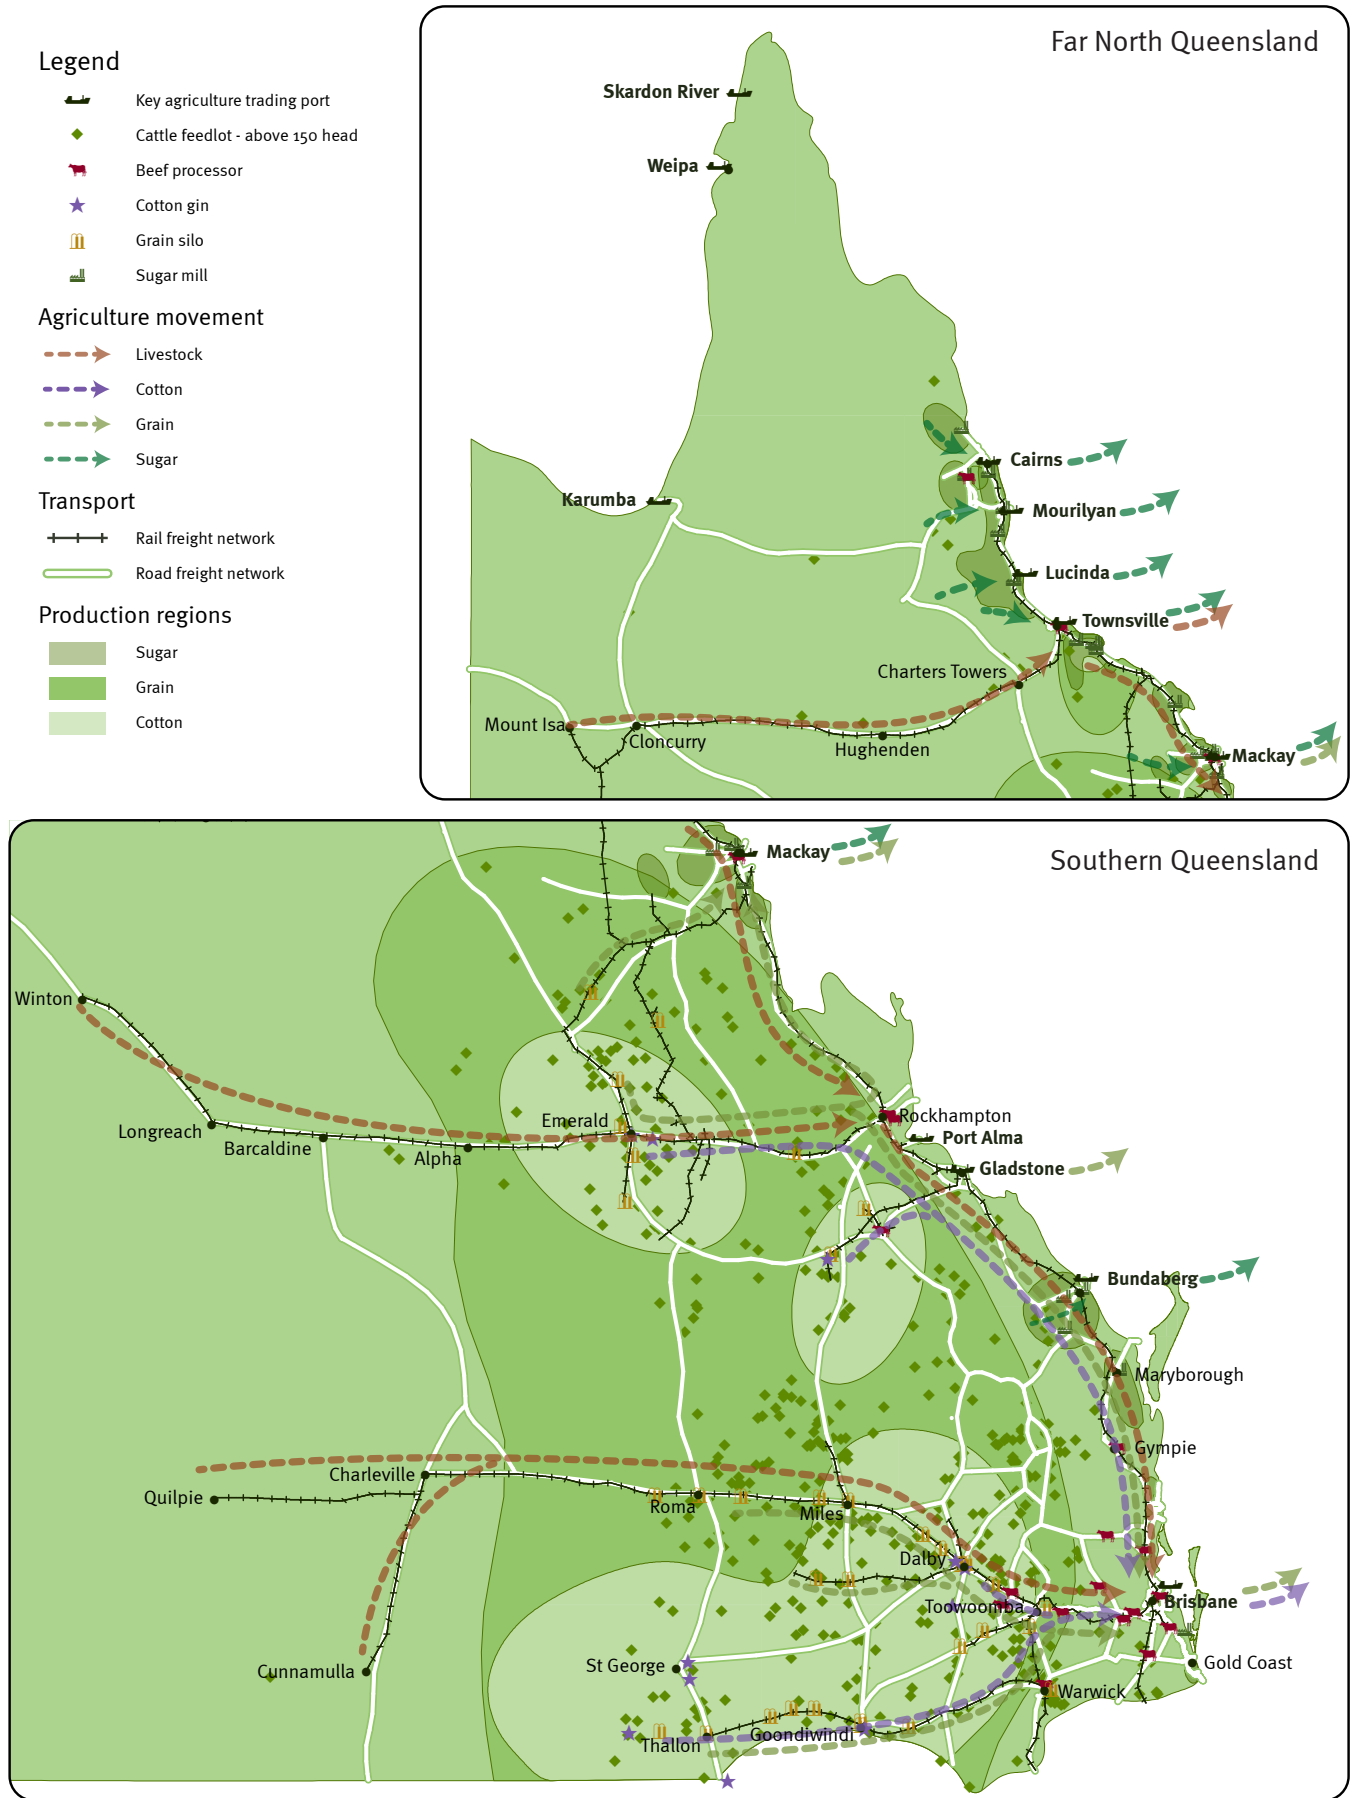 Legend
Key agriculture trading port
Cattle feedlot - above 150 head
Beef processor
Cotton gin
Grain silo
Sugar mill
Agriculture movement
Livestock
Cotton
Grain
Sugar
Transport
Rail freight network
Road freight network
Production regions
Sugar
Grain
Cotton
Far North Queensland
Skardon River
Weipa
Cairns
Karumba
Mourilyan
Lucinda
Townsville
Charters Towers
Mount Isa
Cloncurry
Hughenden
Mackay
Southern Queensland
Mackay
Winton
Longreach
Barcaldine
Alpha
Emerald
Rockhampton
Port Alma
Gladstone
Bundaberg
Maryborough
Gympie
Charleville
Quilpie
Roma
Miles
Dalby
Toowoomba
Brisbane
Cunnamulla
St George
Gold Coast
Warwick
Goondiwindi
Thallon